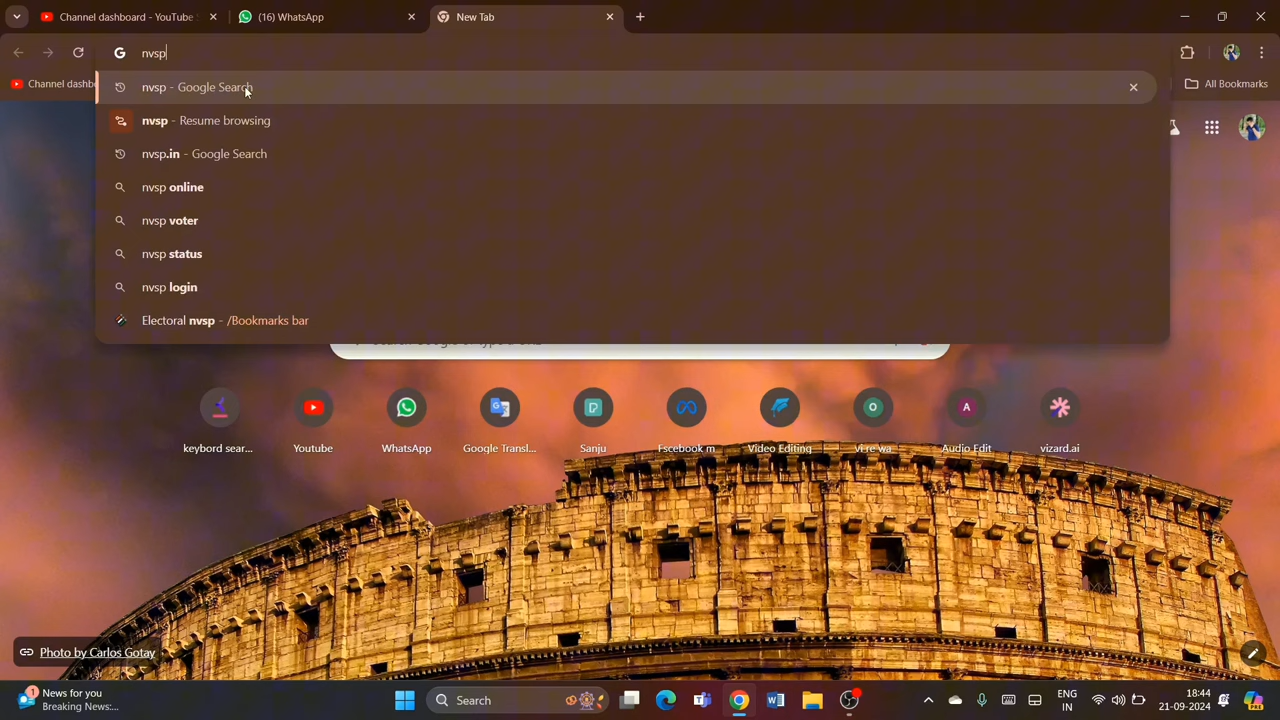 Channel dashboard - YouTube S
(16) WhatsApp
New Tab
nvsp
Channel dashb
All Bookmarks
nvsp - Google Search
nvsp - Resume browsing
nvsp.in - Google Search
nvsp online
nvsp voter
nvsp status
nvsp login
Electoral nvsp - /Bookmarks bar
keybord sear...
Youtube
WhatsApp
Google Transl...
Sanju
Fscebook m
Video Editing
Audio Edit
vizard.ai
Photo by Carlos Gotay
1
News for you
Breaking News:...
Search
ENG
IN
18:44
21-09-2024